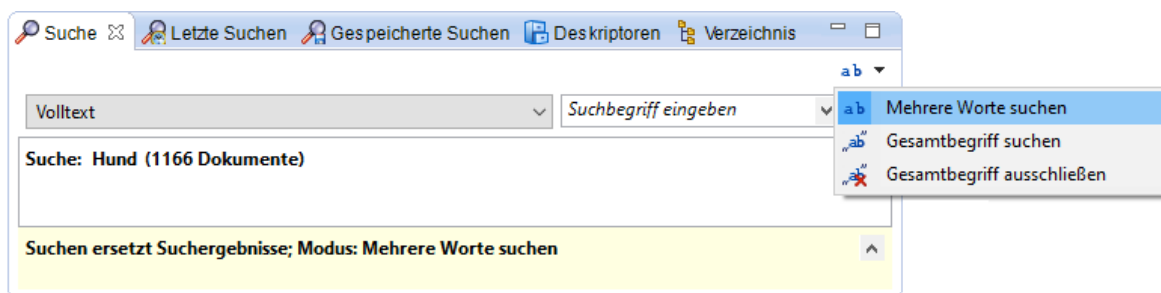 Suche Letzte Suchen Gespeicherte Suchen Deskriptoren Verzeichnis
ab
Volltext Suchbegriff eingeben
ab Mehrere Worte suchen
„ab” Gesamtbegriff suchen
„ab” Gesamtbegriff ausschließen
Suche: Hund (1166 Dokumente)
Suchen ersetzt Suchergebnisse; Modus: Mehrere Worte suchen